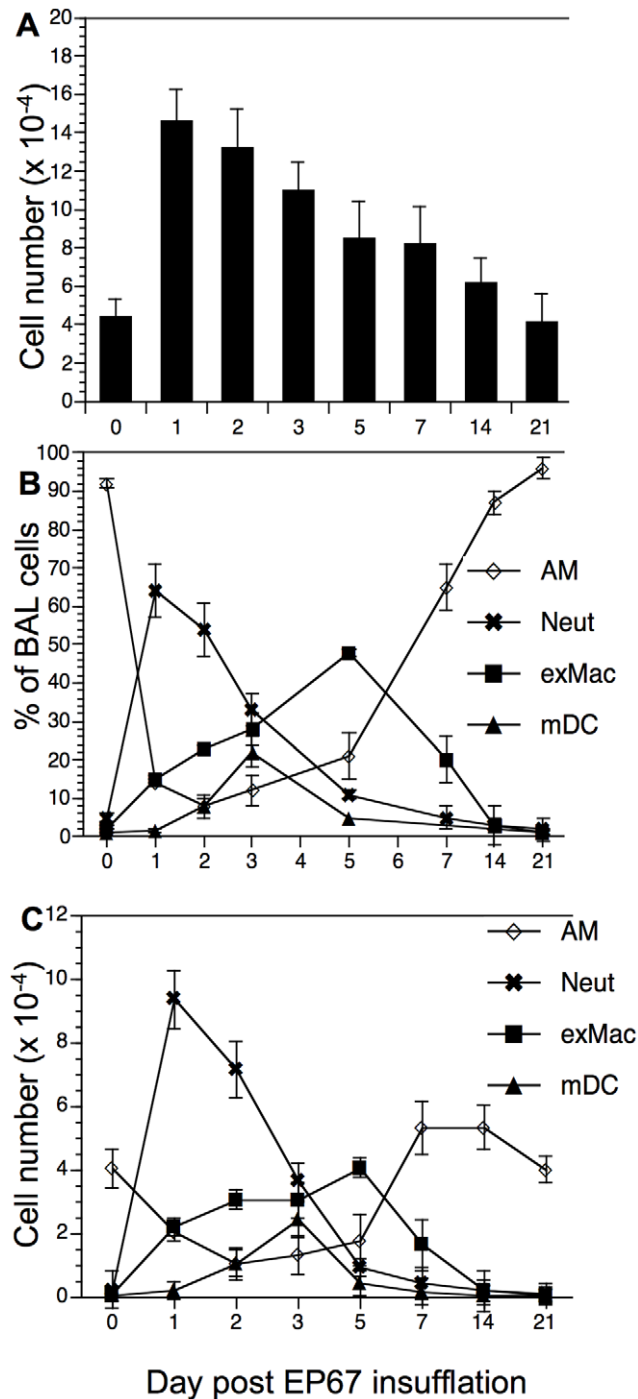 A
Cell number (x 10-4)
20
18
16
14
12
10
8
6
4
2
0
0 1 2 3 5 7 14 21
B
% of BAL cells
100
90
80
70
60
50
40
30
20
10
0
AM
Neut
exMac
mDC
0 1 2 3 4 5 6 7 14 21
C
Cell number (x 10-4)
12
10
8
6
4
2
0
AM
Neut
exMac
mDC
0 1 2 3 5 7 14 21
Day post EP67 insufflation